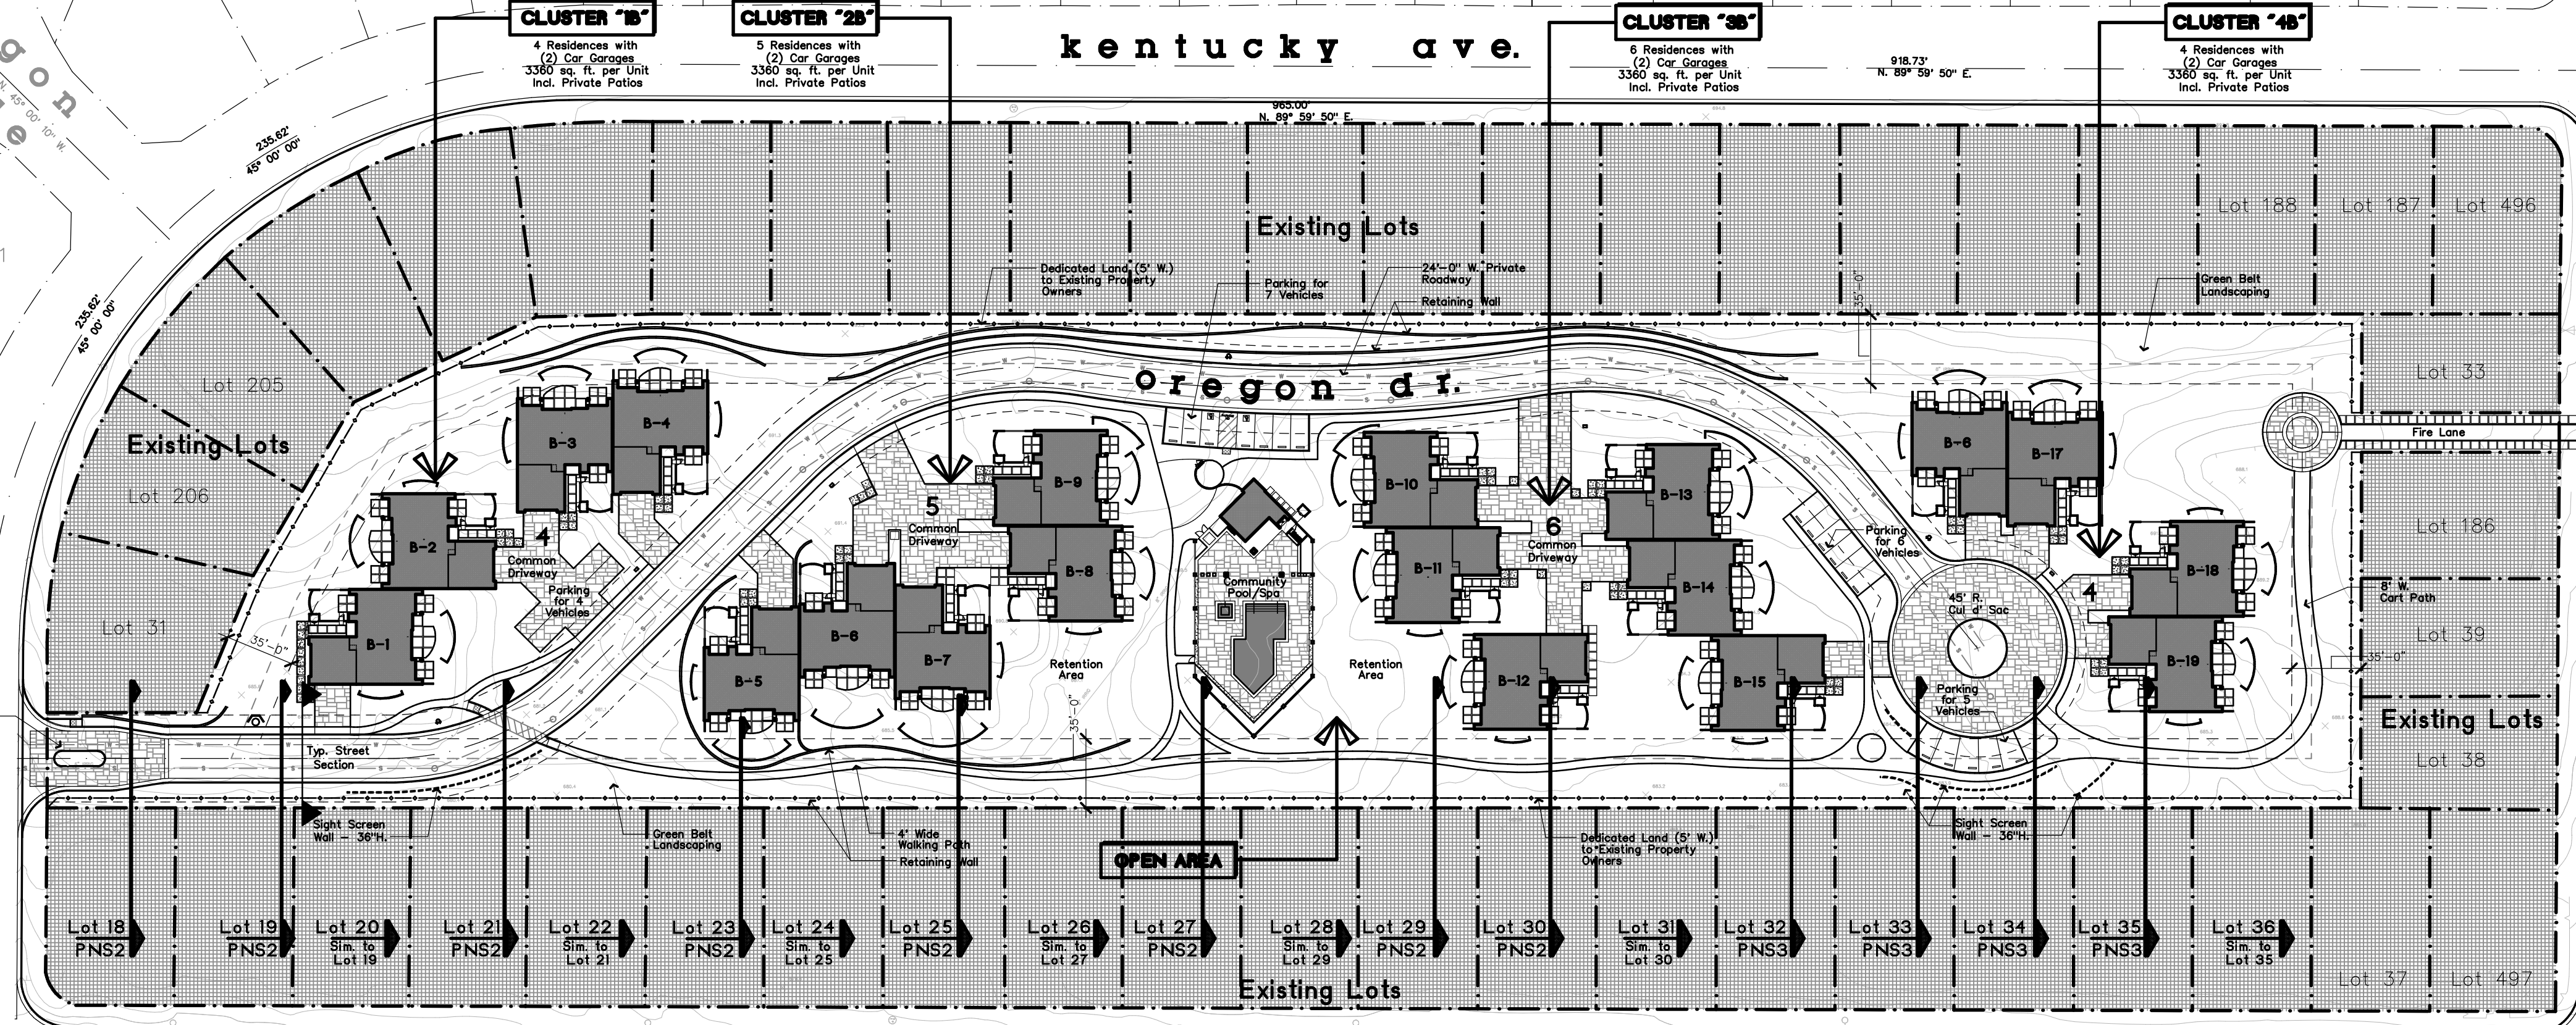 CLUSTER "1B"
4 Residences with
(2) Car Garages
3360 sq. ft. per Unit
Incl. Private Patios
CLUSTER "2B"
5 Residences with
(2) Car Garages
3360 sq. ft. per Unit
Incl. Private Patios
kentucky ave.
CLUSTER "3B"
6 Residences with
(2) Car Garages
3360 sq. ft. per Unit
Incl. Private Patios
918.73'
N. 89° 59' 50" E.
CLUSTER "4B"
4 Residences with
(2) Car Garages
3360 sq. ft. per Unit
Incl. Private Patios
N. 45° 00' 10" W.
965.00'
N. 89° 59' 50" E.
235.62'
45° 00' 00"
235.62'
45° 00' 00"
Existing Lots
Lot 188
Lot 187
Lot 496
Dedicated Land (5' W.)
to Existing Property
Owners
Parking for
7 Vehicles
24'-0" W. Private
Roadway
Retaining Wall
35'-0"
Green Belt
Landscaping
Lot 205
Existing Lots
Lot 206
Lot 31
35'-0"
oregon dr.
Lot 33
Fire Lane
Lot 186
8' W.
Cart Path
Lot 39
35'-0"
Existing Lots
Lot 38
B-3
B-4
B-2
B-1
4
Common
Driveway
Parking
for 4
Vehicles
5
Common
Driveway
B-9
B-8
B-6
B-7
B-5
Retention
Area
35'-0"
Community
Pool/Spa
Retention
Area
B-10
B-11
B-12
6
Common
Driveway
B-13
B-14
B-15
Parking
for 6
Vehicles
B-6
B-17
B-18
B-19
4
45' R.
Cul d' Sac
Parking
for 5
Vehicles
Typ. Street
Section
Sight Screen
Wall - 36"H.
Green Belt
Landscaping
4' Wide
Walking Path
Retaining Wall
OPEN AREA
Dedicated Land (5' W.)
to Existing Property
Owners
Sight Screen
Wall - 36"H.
Lot 18
PNS2
Lot 19
PNS2
Lot 20
Sim. to
Lot 19
Lot 21
PNS2
Lot 22
Sim. to
Lot 21
Lot 23
PNS2
Lot 24
Sim. to
Lot 25
Lot 25
PNS2
Lot 26
Sim. to
Lot 27
Lot 27
PNS2
Lot 28
Sim. to
Lot 29
Lot 29
PNS2
Lot 30
PNS2
Lot 31
Sim. to
Lot 30
Lot 32
PNS3
Lot 33
PNS3
Lot 34
PNS3
Lot 35
PNS3
Lot 36
Sim. to
Lot 35
Existing Lots
Lot 37
Lot 497